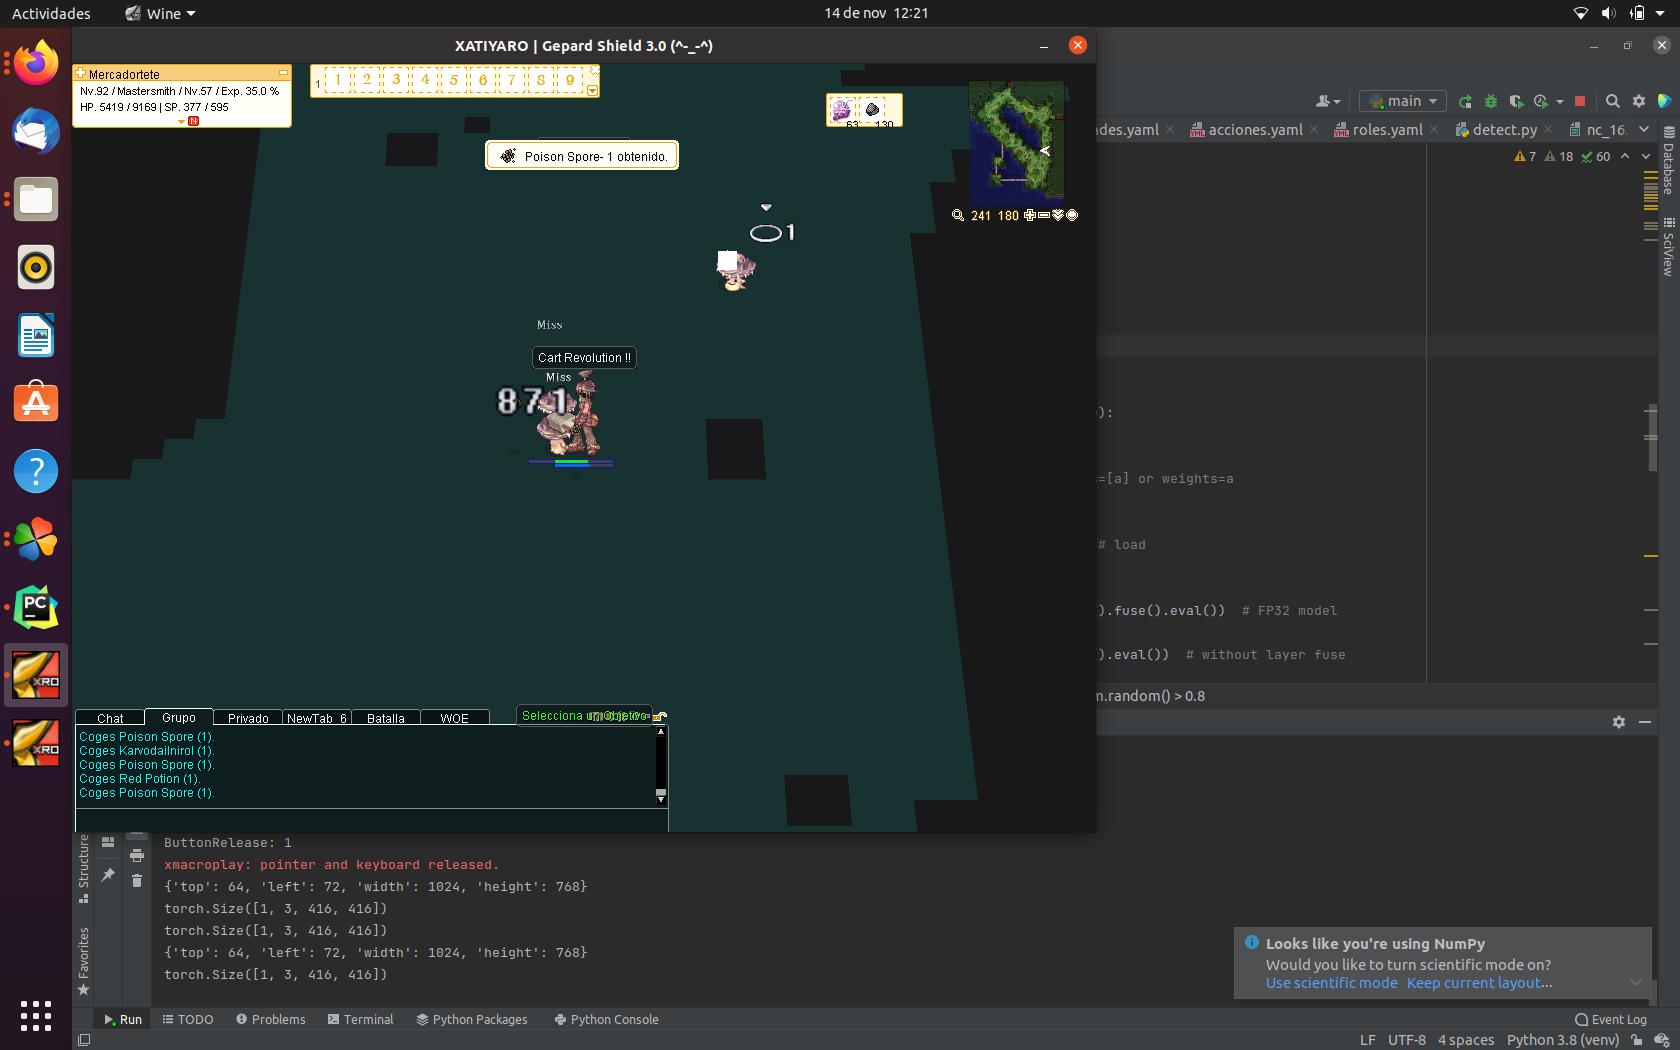 Actividades
Wine
14 de nov 12:21
XATIYARO | Gepard Shield 3.0 (^-_-^)
Mercadortete
Nv.92 / Mastersmith / Nv.57 / Exp. 35.0 %
HP. 5419 / 9169 | SP. 377 / 595
N
1 1 2 3 4 5 6 7 8 9
63 130
Poison Spore- 1 obtenido.
241 180
1
Miss
Cart Revolution !!
Miss
871
Chat Grupo Privado NewTab_6 Batalla WOE
Coges Poison Spore (1).
Coges Karvodailnirol (1).
Coges Poison Spore (1).
Coges Red Potion (1).
Coges Poison Spore (1).
main
des.yaml acciones.yaml roles.yaml detect.py nc_16.
7 18 60
Database
SciView
):
=[a] or weights=a
# load
).fuse().eval()) # FP32 model
).eval()) # without layer fuse
m.random() > 0.8
PC
XRO
XRO
Structure
Favorites
ButtonRelease: 1
xmacroplay: pointer and keyboard released.
{'top': 64, 'left': 72, 'width': 1024, 'height': 768}
torch.Size([1, 3, 416, 416])
torch.Size([1, 3, 416, 416])
{'top': 64, 'left': 72, 'width': 1024, 'height': 768}
torch.Size([1, 3, 416, 416])
Looks like you're using NumPy
Would you like to turn scientific mode on?
Use scientific mode Keep current layout...
Run TODO Problems Terminal Python Packages Python Console
Event Log
LF UTF-8 4 spaces Python 3.8 (venv)